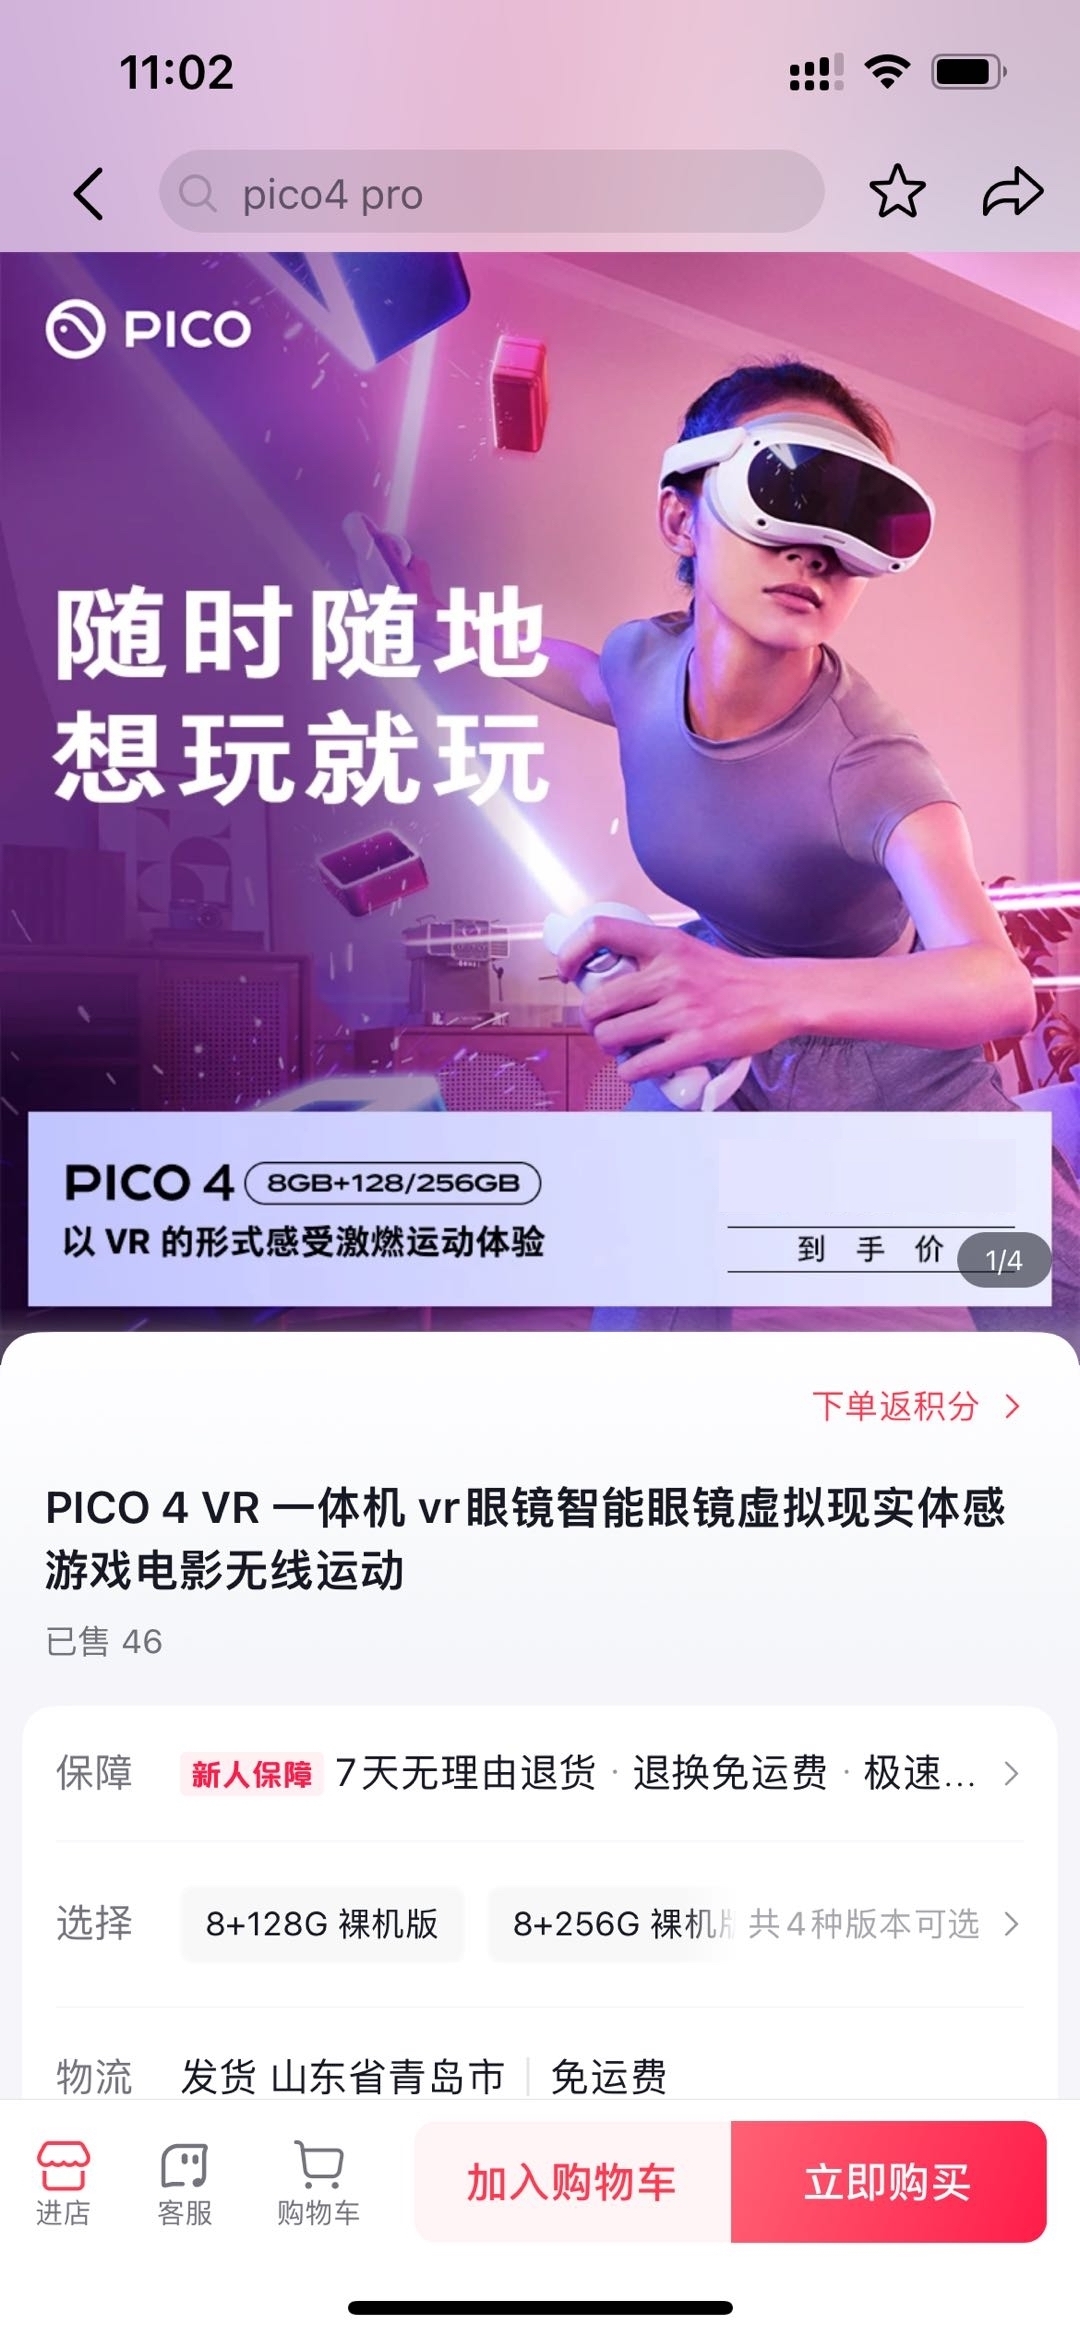 11:02
pico4 pro
PICO
随时随地
想玩就玩
PICO 4 8GB+128/256GB
以 VR 的形式感受激燃运动体验
到手价
1/4
下单返积分
PICO 4 VR 一体机 vr眼镜智能眼镜虚拟现实体感
游戏电影无线运动
已售 46
保障 新人保障 7天无理由退货 · 退换免运费 · 极速...
选择 8+128G 裸机版 8+256G 裸机版 共4种版本可选
物流 发货 山东省青岛市 免运费
进店 客服 购物车 加入购物车 立即购买